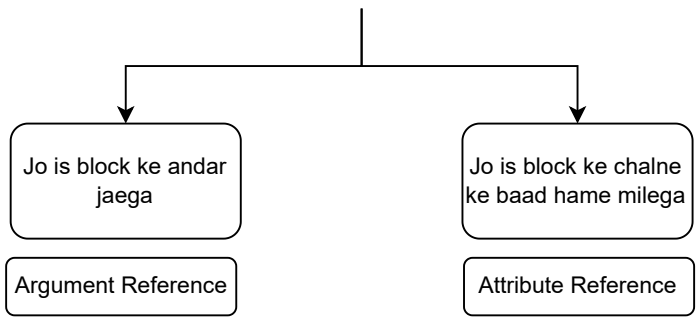 Jo is block ke andar
jaega
Jo is block ke chalne
ke baad hame milega
Argument Reference
Attribute Reference